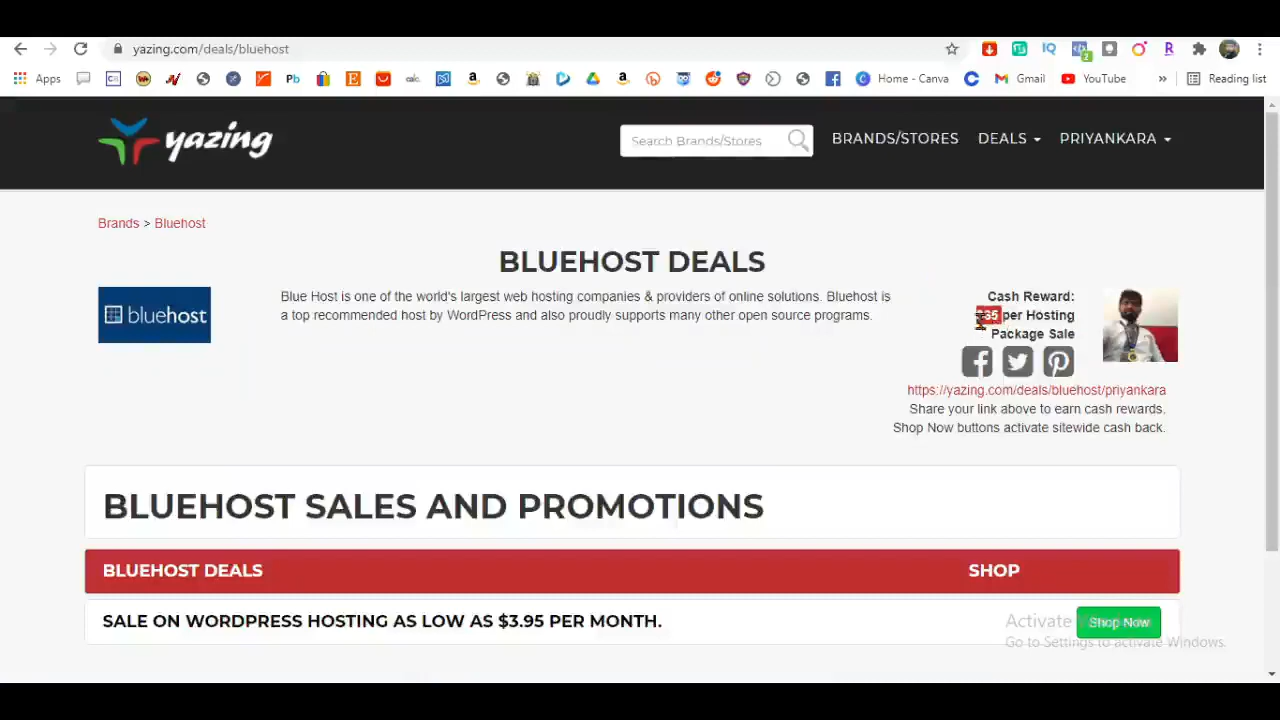 yazing.com/deals/bluehost
Apps
Home - Canva
Gmail
YouTube
Reading list
yazing
Search Brands/Stores
BRANDS/STORES
DEALS
PRIYANKARA
Brands > Bluehost
BLUEHOST DEALS
bluehost
Blue Host is one of the world's largest web hosting companies & providers of online solutions. Bluehost is
a top recommended host by WordPress and also proudly supports many other open source programs.
Cash Reward:
per Hosting
Package Sale
https://yazing.com/deals/bluehost/priyankara
Share your link above to earn cash rewards.
Shop Now buttons activate sitewide cash back.
BLUEHOST SALES AND PROMOTIONS
BLUEHOST DEALS
SHOP
SALE ON WORDPRESS HOSTING AS LOW AS $3.95 PER MONTH.
Shop Now
Activate Windows
Go to Settings to activate Windows.